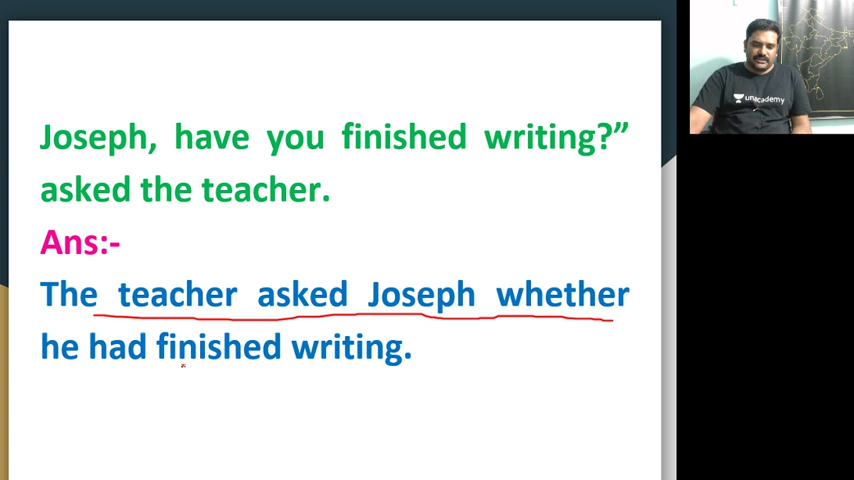 Joseph, have you finished writing?”
asked the teacher.
Ans:-
The teacher asked Joseph whether
he had finished writing.
unacademy